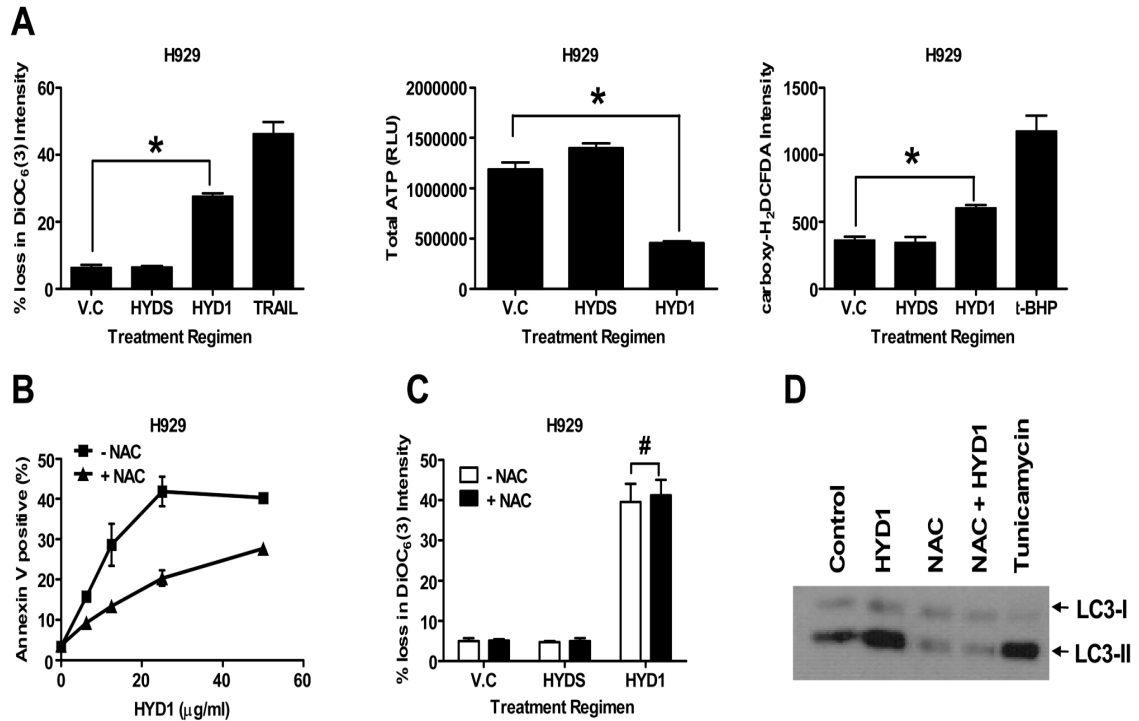 A
H929
% loss in DiOC₆(3) Intensity
60
40
20
0
*
V.C HYDS HYD1 TRAIL
Treatment Regimen
H929
Total ATP (RLU)
2000000
1500000
1000000
500000
0
*
V.C HYDS HYD1
Treatment Regimen
H929
carboxy-H₂DCFDA Intensity
1500
1000
500
250
0
*
V.C HYDS HYD1 t-BHP
Treatment Regimen
B
H929
- NAC
+ NAC
Annexin V positive (%)
50
40
30
20
10
0
0 20 40 60
HYD1 (μg/ml)
C
H929
- NAC
+ NAC
#
% loss in DiOC₆(3) Intensity
50
40
30
20
10
0
V.C HYDS HYD1
Treatment Regimen
D
Control
HYD1
NAC
NAC + HYD1
Tunicamycin
LC3-I
LC3-II